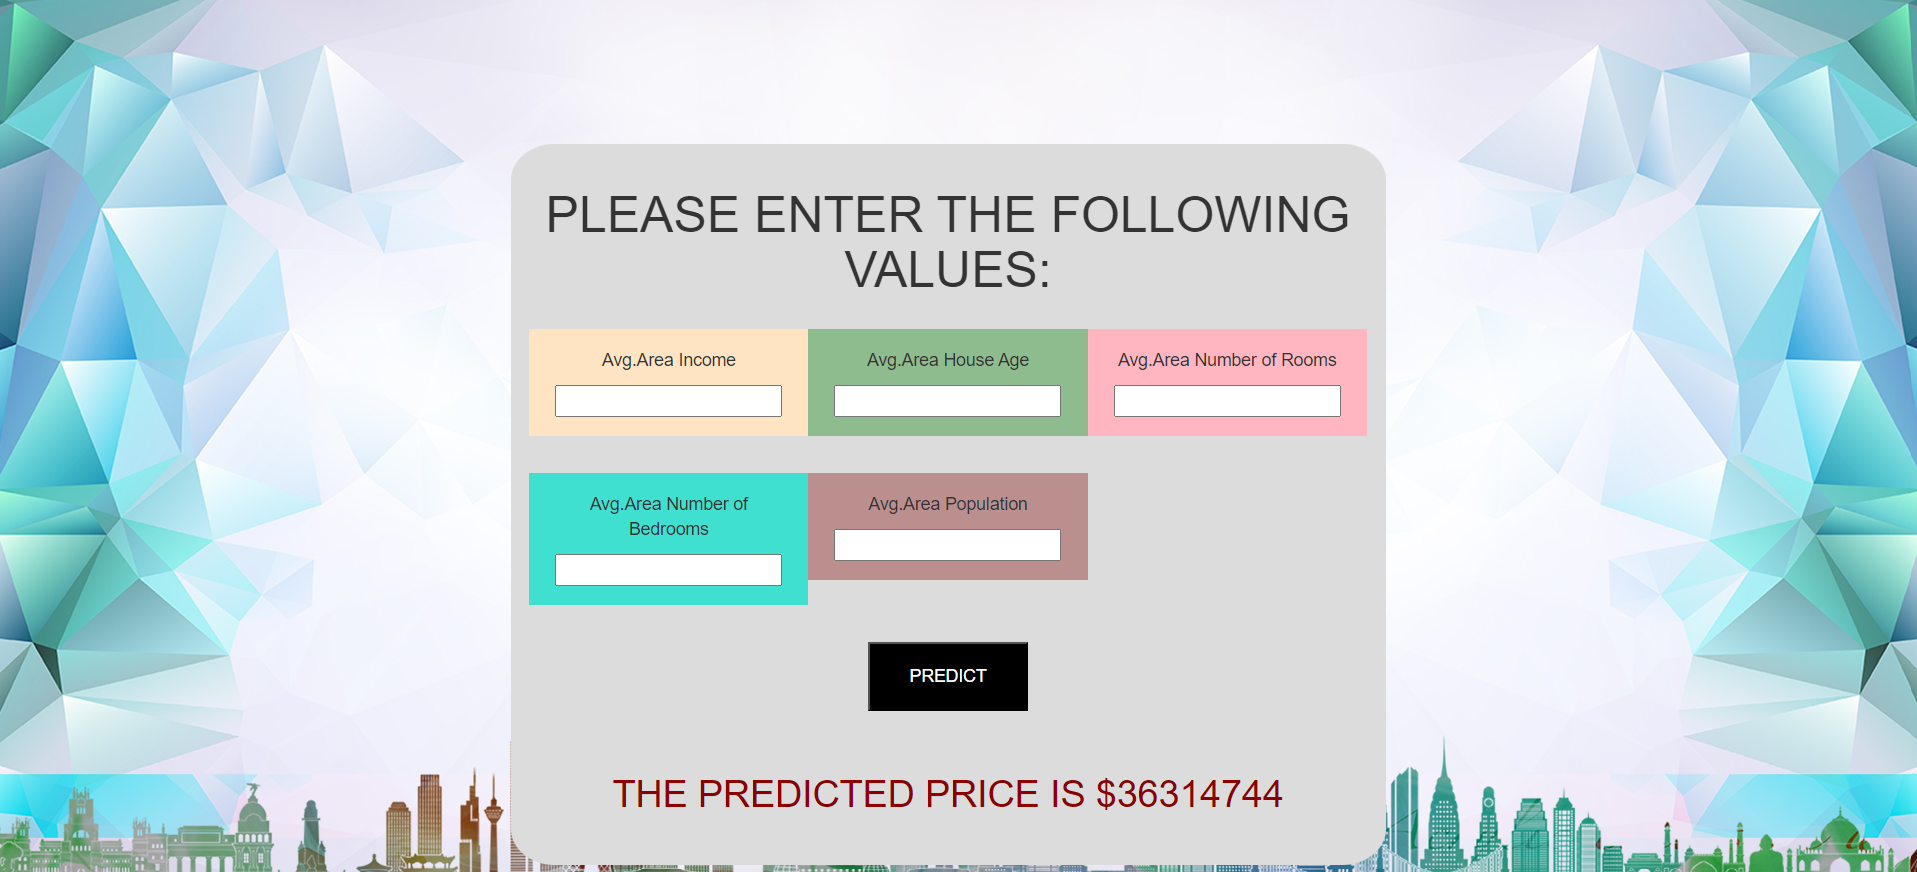 PLEASE ENTER THE FOLLOWING
VALUES:
Avg.Area Income
Avg.Area House Age
Avg.Area Number of Rooms
Avg.Area Number of
Bedrooms
Avg.Area Population
PREDICT
THE PREDICTED PRICE IS $36314744